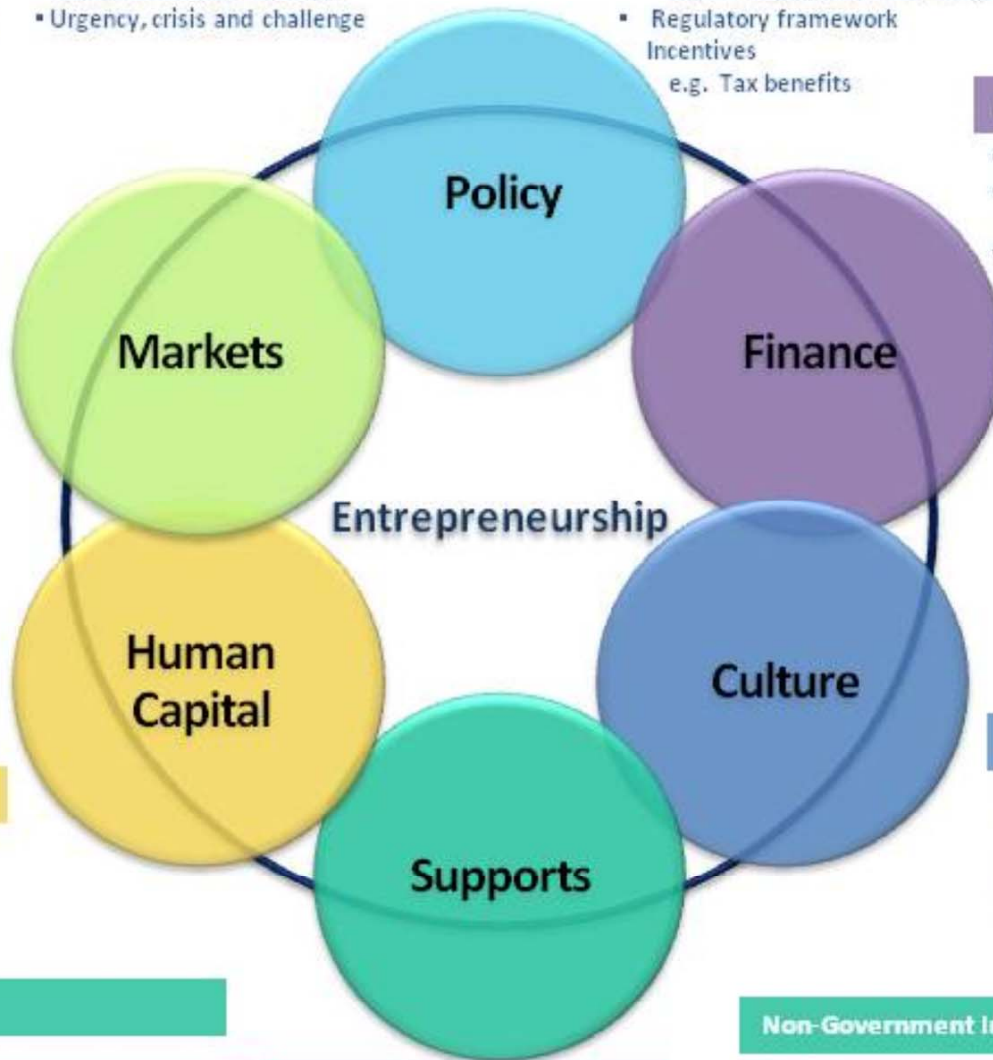 ▪ Urgency, crisis and challenge
▪ Regulatory framework
Incentives
e.g. Tax benefits
Policy
Markets
Finance
Entrepreneurship
Human
Capital
Culture
Supports
Non-Government